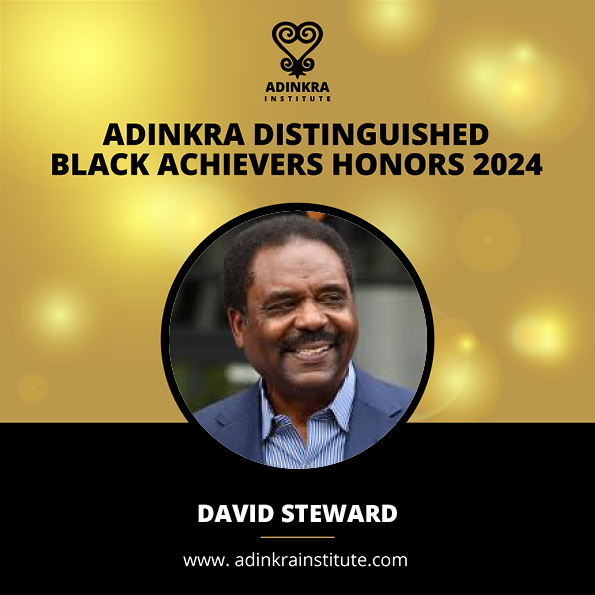 ADINKRA
INSTITUTE
ADINKRA DISTINGUISHED
BLACK ACHIEVERS HONORS 2024
DAVID STEWARD
www. adinkrainstitute.com